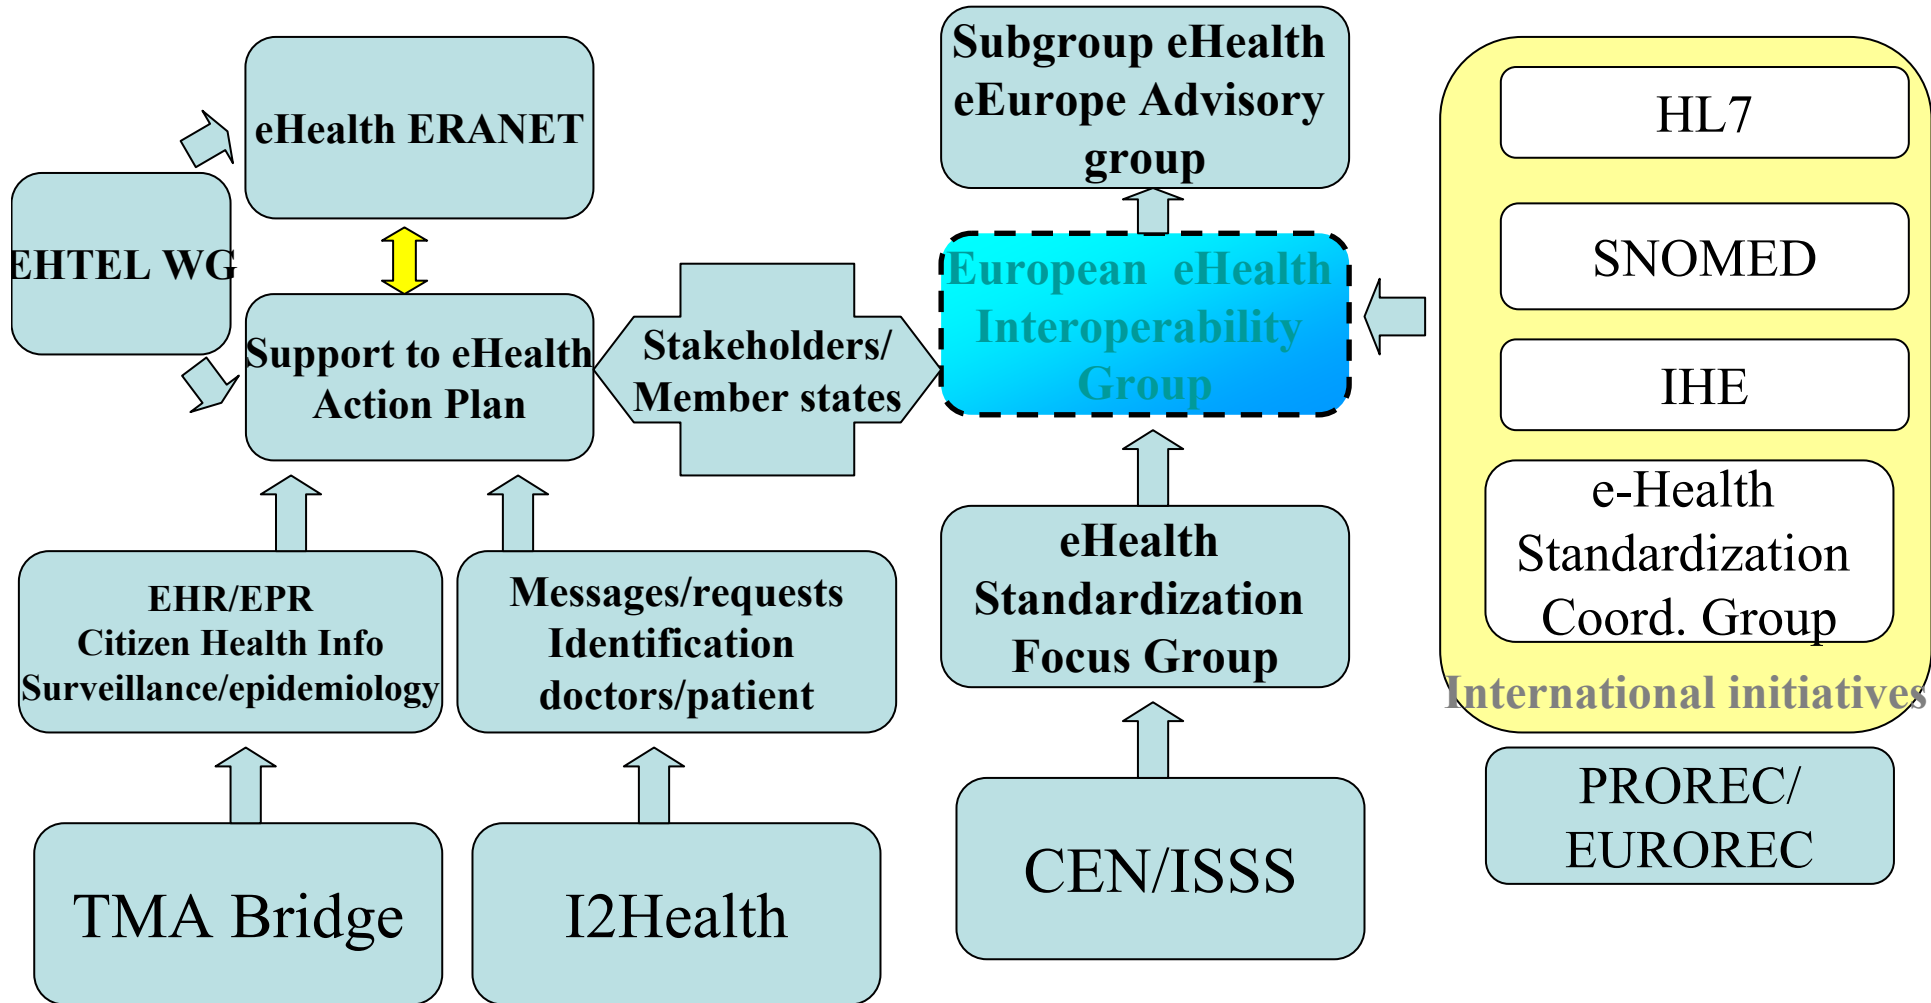 Subgroup eHealth
eEurope Advisory
group
eHealth ERANET
HL7
EHTEL WG
SNOMED
European eHealth
Interoperability
Group
Support to eHealth
Action Plan
Stakeholders/
Member states
IHE
e-Health
Standardization
Coord. Group
International initiatives
EHR/EPR
Citizen Health Info
Surveillance/epidemiology
Messages/requests
Identification
doctors/patient
eHealth
Standardization
Focus Group
PROREC/
EUROREC
TMA Bridge
I2Health
CEN/ISSS